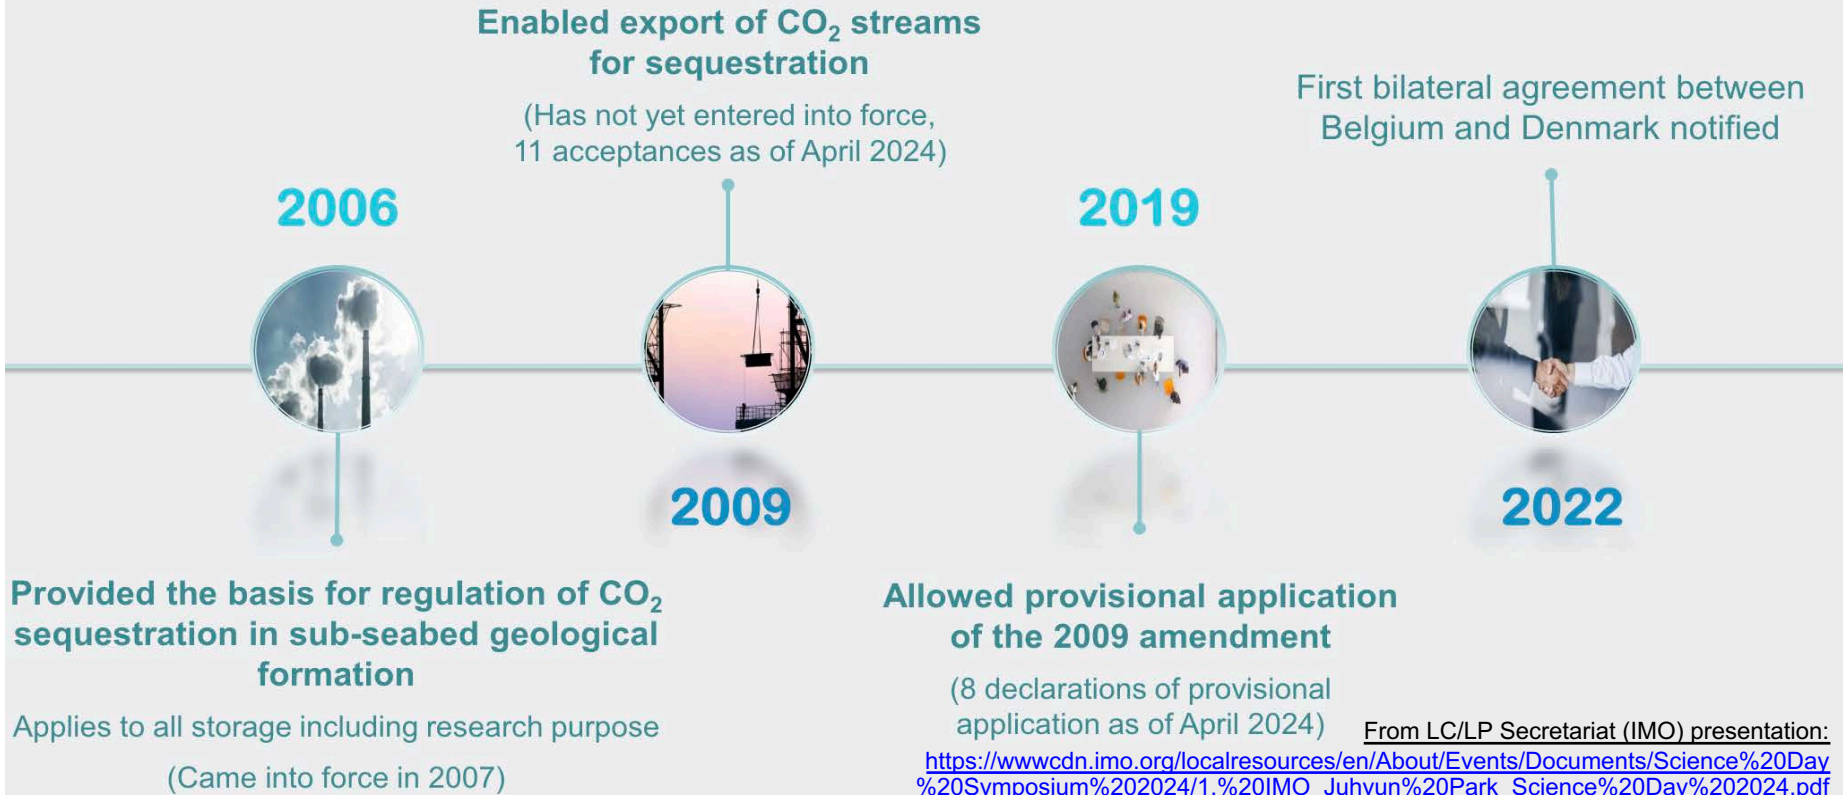 Enabled export of CO₂ streams
for sequestration
(Has not yet entered into force,
11 acceptances as of April 2024)
First bilateral agreement between
Belgium and Denmark notified
2006
2019
2009
2022
Provided the basis for regulation of CO₂
sequestration in sub-seabed geological
formation
Applies to all storage including research purpose
(Came into force in 2007)
Allowed provisional application
of the 2009 amendment
(8 declarations of provisional
application as of April 2024)
From LC/LP Secretariat (IMO) presentation:
https://wwwcdn.imo.org/localresources/en/About/Events/Documents/Science%20Day
%20Symposium%202024/1.%20IMO_Juhyun%20Park_Science%20Day%202024.pdf